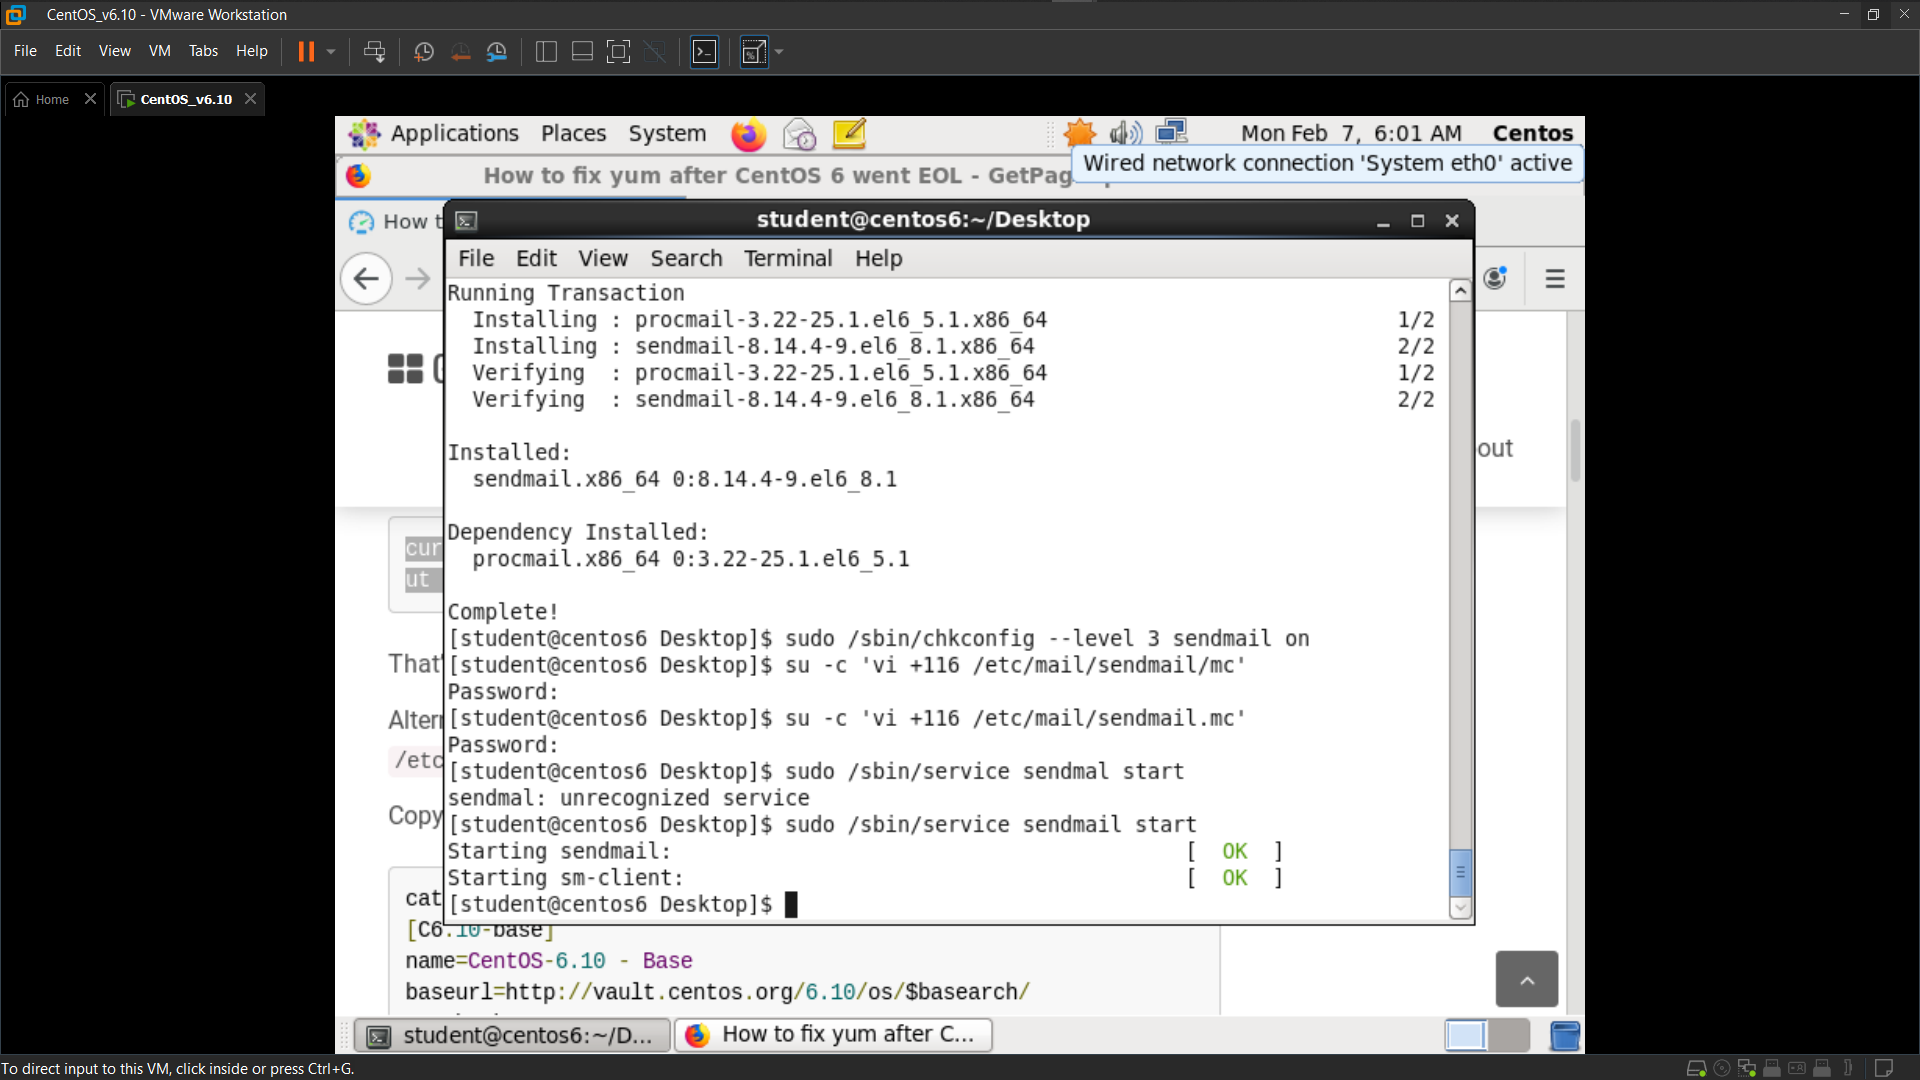 CentOS_v6.10 - VMware Workstation
File Edit View VM Tabs Help
Home
CentOS_v6.10
Applications Places System
Mon Feb 7, 6:01 AM Centos
Wired network connection 'System eth0' active
How to fix yum after CentOS 6 went EOL - GetPag
How t
student@centos6:~/Desktop
File Edit View Search Terminal Help
Running Transaction
Installing : procmail-3.22-25.1.el6_5.1.x86_64 1/2
Installing : sendmail-8.14.4-9.el6_8.1.x86_64 2/2
Verifying : procmail-3.22-25.1.el6_5.1.x86_64 1/2
Verifying : sendmail-8.14.4-9.el6_8.1.x86_64 2/2
out
Installed:
sendmail.x86_64 0:8.14.4-9.el6_8.1
Dependency Installed:
procmail.x86_64 0:3.22-25.1.el6_5.1
cur
ut
Complete!
[student@centos6 Desktop]$ sudo /sbin/chkconfig --level 3 sendmail on
[student@centos6 Desktop]$ su -c 'vi +116 /etc/mail/sendmail/mc'
Password:
[student@centos6 Desktop]$ su -c 'vi +116 /etc/mail/sendmail.mc'
Password:
[student@centos6 Desktop]$ sudo /sbin/service sendmal start
sendmal: unrecognized service
[student@centos6 Desktop]$ sudo /sbin/service sendmail start
Starting sendmail: [ OK ]
Starting sm-client: [ OK ]
[student@centos6 Desktop]$
That'
Alter
/etc
Copy
cat
[C6.10-base]
name=CentOS-6.10 - Base
baseurl=http://vault.centos.org/6.10/os/$basearch/
student@centos6:~/D...
How to fix yum after C...
To direct input to this VM, click inside or press Ctrl+G.